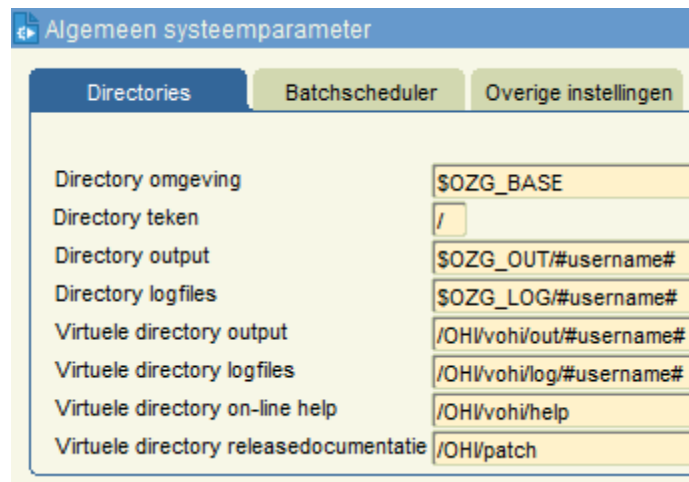 Algemeen systeemparameter
Directories Batchscheduler Overige instellingen
Directory omgeving $OZG_BASE
Directory teken /
Directory output $OZG_OUT/#username#
Directory logfiles $OZG_LOG/#username#
Virtuele directory output /OHI/vohi/out/#username#
Virtuele directory logfiles /OHI/vohi/log/#username#
Virtuele directory on-line help /OHI/vohi/help
Virtuele directory releasedocumentatie /OHI/patch